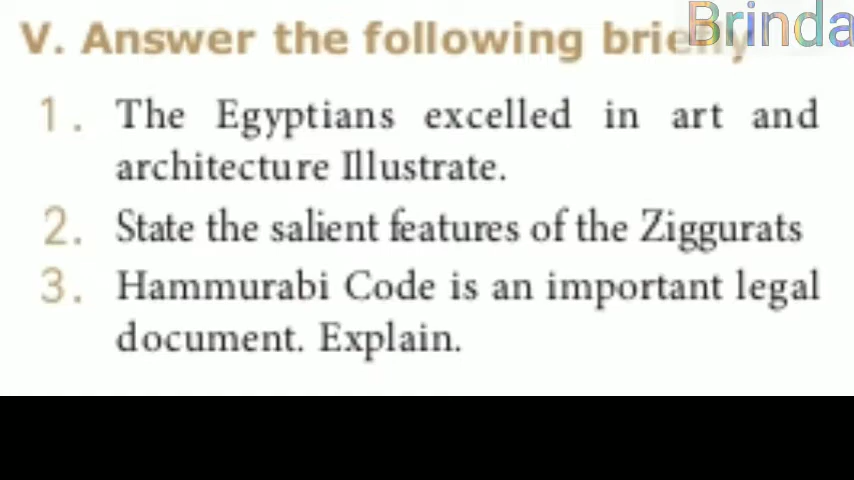 V. Answer the following briefly
Brinda
1. The Egyptians excelled in art and
architecture Illustrate.
2. State the salient features of the Ziggurats
3. Hammurabi Code is an important legal
document. Explain.